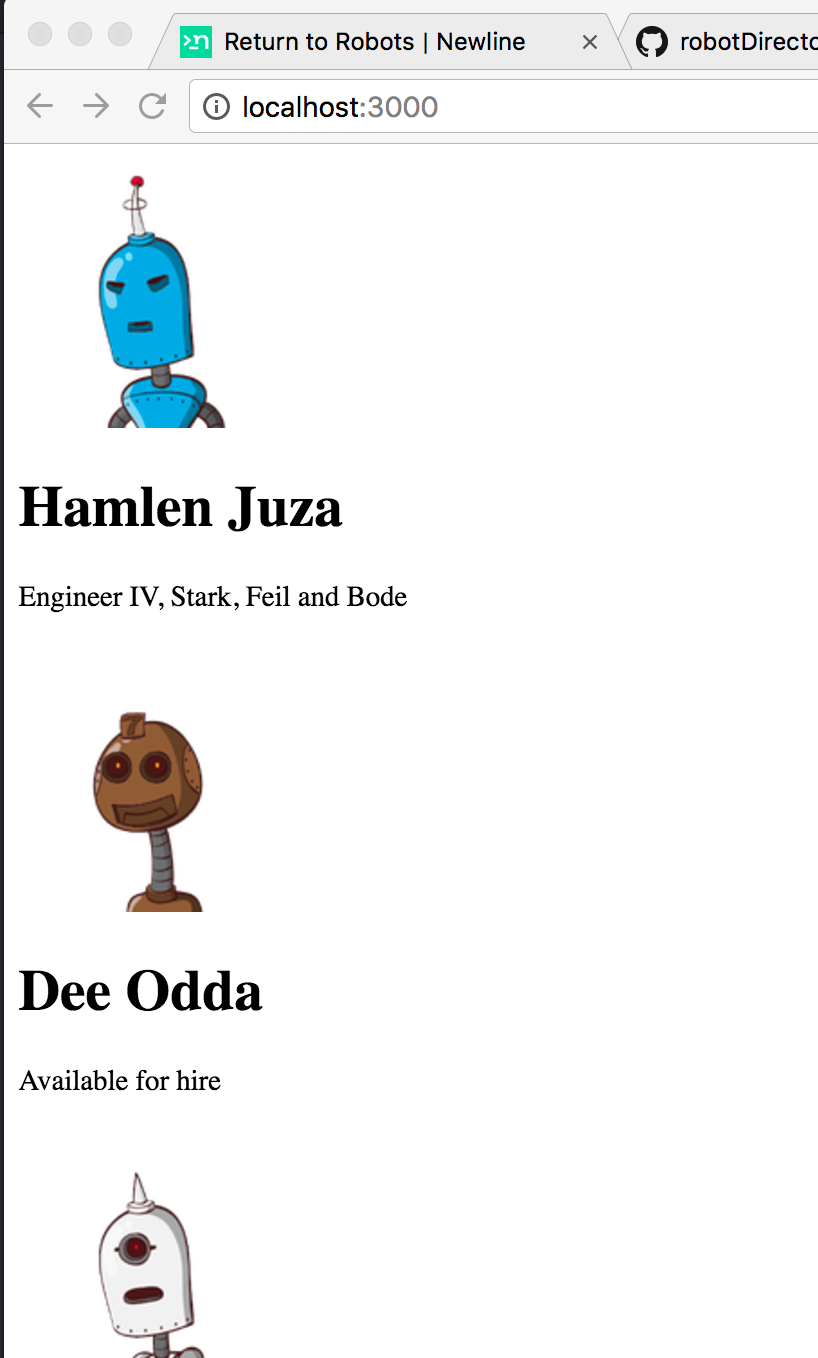 Return to Robots | Newline
robotDirecto
localhost:3000
Hamlen Juza
Engineer IV, Stark, Feil and Bode
7
Dee Odda
Available for hire